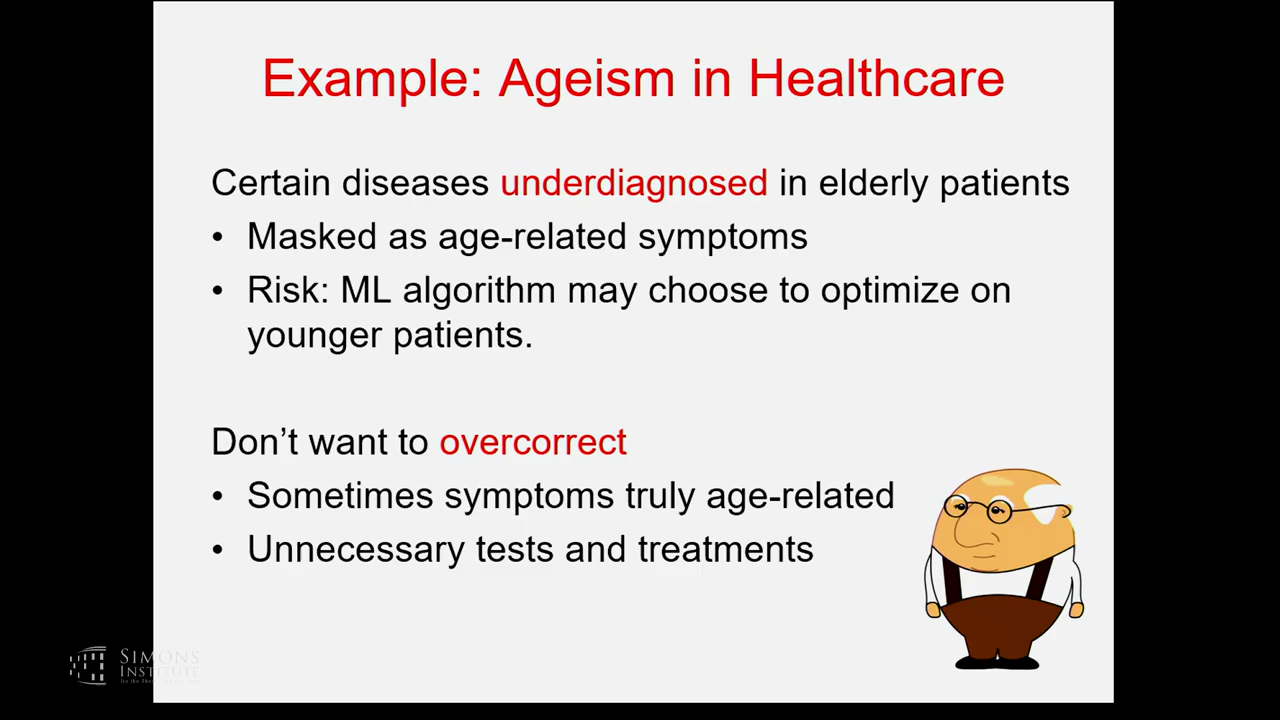 Example: Ageism in Healthcare
Certain diseases underdiagnosed in elderly patients
• Masked as age-related symptoms
• Risk: ML algorithm may choose to optimize on
younger patients.
Don’t want to overcorrect
• Sometimes symptoms truly age-related
• Unnecessary tests and treatments
SIMONS
INSTITUTE